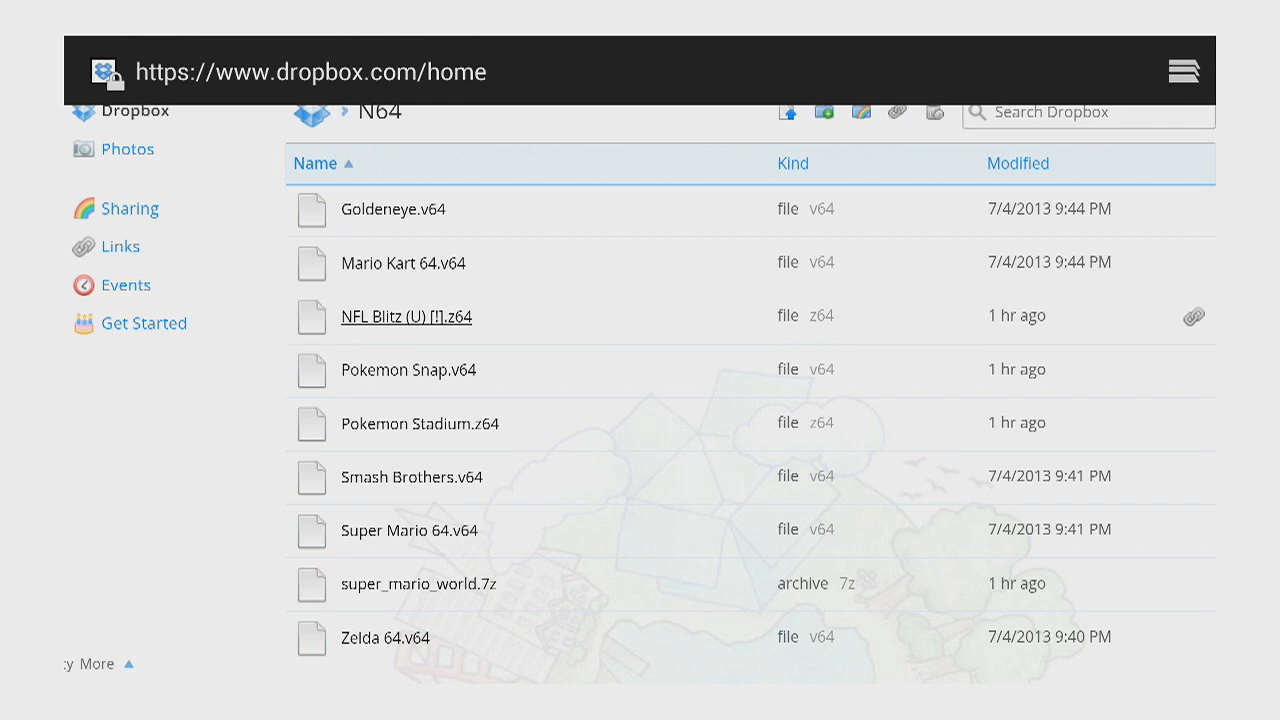 https://www.dropbox.com/home
Dropbox
N64
Search Dropbox
Photos
Name Kind Modified
Sharing
Goldeneye.v64 file v64 7/4/2013 9:44 PM
Links
Mario Kart 64.v64 file v64 7/4/2013 9:44 PM
Events
NFL Blitz (U) [!].z64 file z64 1 hr ago
Get Started
Pokemon Snap.v64 file v64 1 hr ago
Pokemon Stadium.z64 file z64 1 hr ago
Smash Brothers.v64 file v64 7/4/2013 9:41 PM
Super Mario 64.v64 file v64 7/4/2013 9:41 PM
super_mario_world.7z archive 7z 1 hr ago
Zelda 64.v64 file v64 7/4/2013 9:40 PM
cy More